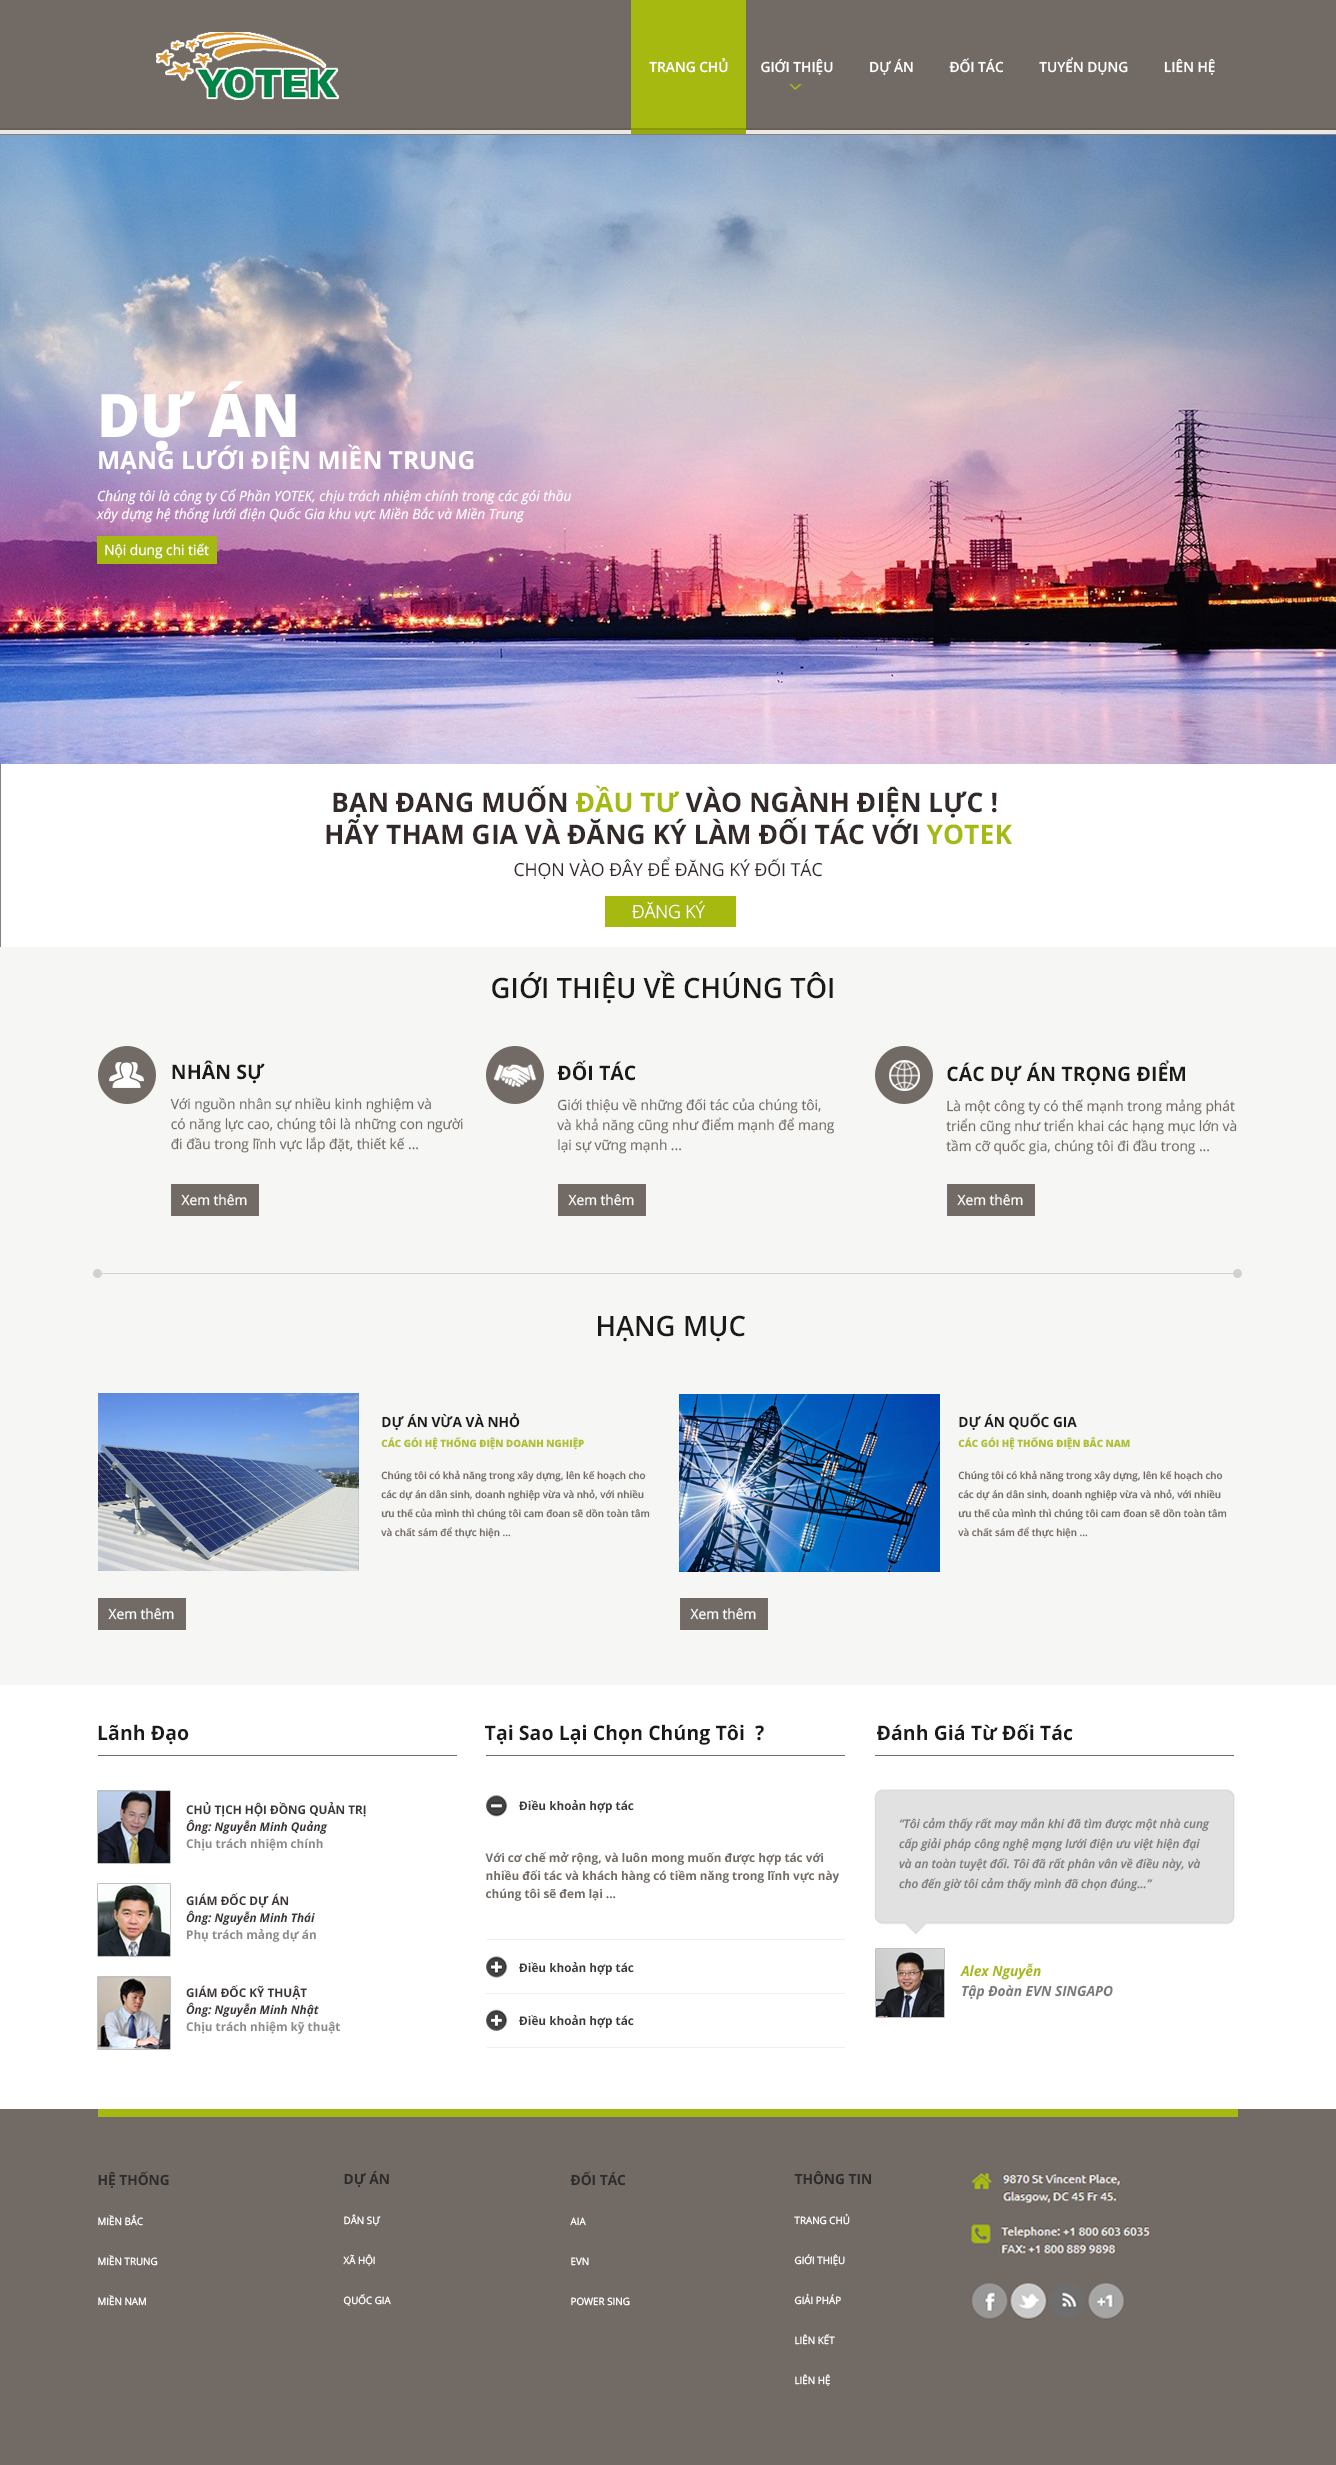 YOTEK
TRANG CHỦ
GIỚI THIỆU
DỰ ÁN
ĐỐI TÁC
TUYỂN DỤNG
LIÊN HỆ
DỰ ÁN
MẠNG LƯỚI ĐIỆN MIỀN TRUNG
Chúng tôi là công ty Cổ Phần YOTEK, chịu trách nhiệm chính trong các gói thầu
xây dựng hệ thống lưới điện Quốc Gia khu vực Miền Bắc và Miền Trung
Nội dung chi tiết
BẠN ĐANG MUỐN ĐẦU TƯ VÀO NGÀNH ĐIỆN LỰC !
HÃY THAM GIA VÀ ĐĂNG KÝ LÀM ĐỐI TÁC VỚI YOTEK
CHỌN VÀO ĐÂY ĐỂ ĐĂNG KÝ ĐỐI TÁC
ĐĂNG KÝ
GIỚI THIỆU VỀ CHÚNG TÔI
NHÂN SỰ
Với nguồn nhân sự nhiều kinh nghiệm và
có năng lực cao, chúng tôi là những con người
đi đầu trong lĩnh vực lắp đặt, thiết kế ...
Xem thêm
ĐỐI TÁC
Giới thiệu về những đối tác của chúng tôi,
và khả năng cũng như điểm mạnh để mang
lại sự vững mạnh ...
Xem thêm
CÁC DỰ ÁN TRỌNG ĐIỂM
Là một công ty có thế mạnh trong mảng phát
triển cũng như triển khai các hạng mục lớn và
tầm cỡ quốc gia, chúng tôi đi đầu trong ...
Xem thêm
HẠNG MỤC
DỰ ÁN VỪA VÀ NHỎ
CÁC GÓI HỆ THỐNG ĐIỆN DOANH NGHIỆP
Chúng tôi có khả năng trong xây dựng, lên kế hoạch cho
các dự án dân sinh, doanh nghiệp vừa và nhỏ, với nhiều
ưu thế của mình thì chúng tôi cam đoan sẽ dồn toàn tâm
và chất sám để thực hiện ...
Xem thêm
DỰ ÁN QUỐC GIA
CÁC GÓI HỆ THỐNG ĐIỆN BẮC NAM
Chúng tôi có khả năng trong xây dựng, lên kế hoạch cho
các dự án dân sinh, doanh nghiệp vừa và nhỏ, với nhiều
ưu thế của mình thì chúng tôi cam đoan sẽ dồn toàn tâm
và chất sám để thực hiện ...
Xem thêm
Lãnh Đạo
CHỦ TỊCH HỘI ĐỒNG QUẢN TRỊ
Ông: Nguyễn Minh Quảng
Chịu trách nhiệm chính
GIÁM ĐỐC DỰ ÁN
Ông: Nguyễn Minh Thái
Phụ trách mảng dự án
GIÁM ĐỐC KỸ THUẬT
Ông: Nguyễn Minh Nhật
Chịu trách nhiệm kỹ thuật
Tại Sao Lại Chọn Chúng Tôi ?
Điều khoản hợp tác
Với cơ chế mở rộng, và luôn mong muốn được hợp tác với
nhiều đối tác và khách hàng có tiềm năng trong lĩnh vực này
chúng tôi sẽ đem lại ...
Điều khoản hợp tác
Điều khoản hợp tác
Đánh Giá Từ Đối Tác
"Tôi cảm thấy rất may mắn khi đã tìm được một nhà cung
cấp giải pháp công nghệ mạng lưới điện ưu việt hiện đại
và an toàn tuyệt đối. Tôi đã rất phân vân về điều này, và
cho đến giờ tôi cảm thấy mình đã chọn đúng..."
Alex Nguyễn
Tập Đoàn EVN SINGAPO
HỆ THỐNG
MIỀN BẮC
MIỀN TRUNG
MIỀN NAM
DỰ ÁN
DÂN SỰ
XÃ HỘI
QUỐC GIA
ĐỐI TÁC
AIA
EVN
POWER SING
THÔNG TIN
TRANG CHỦ
GIỚI THIỆU
GIẢI PHÁP
LIÊN KẾT
LIÊN HỆ
9870 St Vincent Place,
Glasgow, DC 45 Fr 45.
Telephone: +1 800 603 6035
FAX: +1 800 889 9898
f
+1